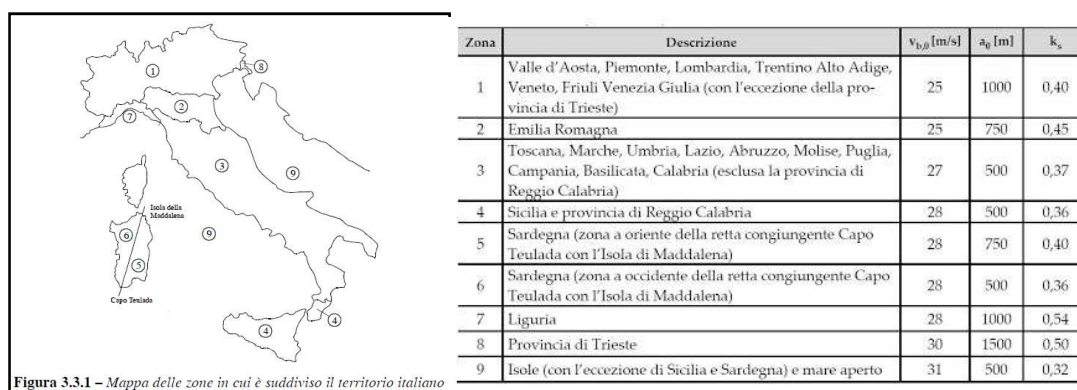 1
8
2
7
3
9
Isola della
Maddalena
6
9
5
Capo Teulada
4
4
Figura 3.3.1 – Mappa delle zone in cui è suddiviso il territorio italiano
Zona Descrizione vb,0 [m/s] a0 [m] ks
Valle d'Aosta, Piemonte, Lombardia, Trentino Alto Adige,
1 Veneto, Friuli Venezia Giulia (con l'eccezione della pro- 25 1000 0,40
vincia di Trieste)
2 Emilia Romagna 25 750 0,45
Toscana, Marche, Umbria, Lazio, Abruzzo, Molise, Puglia,
3 Campania, Basilicata, Calabria (esclusa la provincia di 27 500 0,37
Reggio Calabria)
4 Sicilia e provincia di Reggio Calabria 28 500 0,36
5 Sardegna (zona a oriente della retta congiungente Capo 28 750 0,40
Teulada con l'Isola di Maddalena)
6 Sardegna (zona a occidente della retta congiungente Capo 28 500 0,36
Teulada con l'Isola di Maddalena)
7 Liguria 28 1000 0,54
8 Provincia di Trieste 30 1500 0,50
9 Isole (con l'eccezione di Sicilia e Sardegna) e mare aperto 31 500 0,32